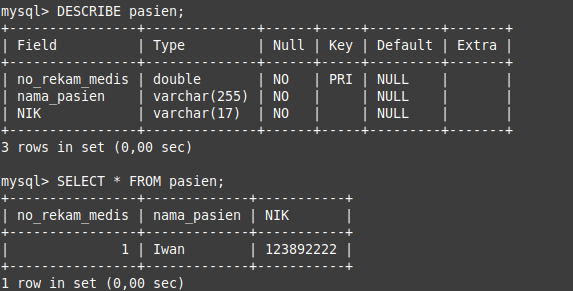 mysql> DESCRIBE pasien;
+----------------+--------------+------+-----+---------+-------+
| Field          | Type         | Null | Key | Default | Extra |
+----------------+--------------+------+-----+---------+-------+
| no_rekam_medis | double       | NO   | PRI | NULL    |       |
| nama_pasien    | varchar(255) | NO   |     | NULL    |       |
| NIK            | varchar(17)  | NO   |     | NULL    |       |
+----------------+--------------+------+-----+---------+-------+
3 rows in set (0,00 sec)

mysql> SELECT * FROM pasien;
+----------------+-------------+-----------+
| no_rekam_medis | nama_pasien | NIK       |
+----------------+-------------+-----------+
|              1 | Iwan        | 123892222 |
+----------------+-------------+-----------+
1 row in set (0,00 sec)